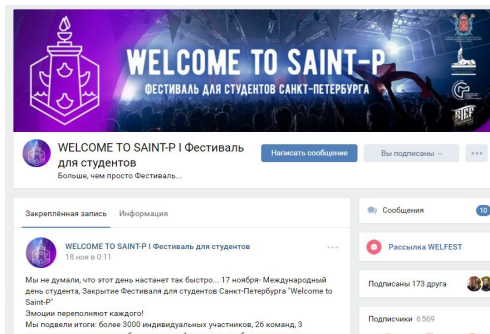 WELCOME TO SAINT-P
ФЕСТИВАЛЬ ДЛЯ СТУДЕНТОВ САНКТ-ПЕТЕРБУРГА
WELCOME TO SAINT-P I Фестиваль
для студентов
Больше, чем просто Фестиваль...
Написать сообщение
Вы подписаны
Закреплённая запись Информация
WELCOME TO SAINT-P I Фестиваль для студентов
18 ноя в 0:11
Мы не думали, что этот день настанет так быстро... 17 ноября- Международный
день студента, Закрытие Фестиваля для студентов Санкт-Петербурга "Welcome to
Saint-P"
Эмоции переполняют каждого!
Мы подвели итоги: более 3000 индивидуальных участников, 26 команд, 3
Сообщения 10
Рассылка WELFEST
Подписаны 173 друга
Подписчики 6 569